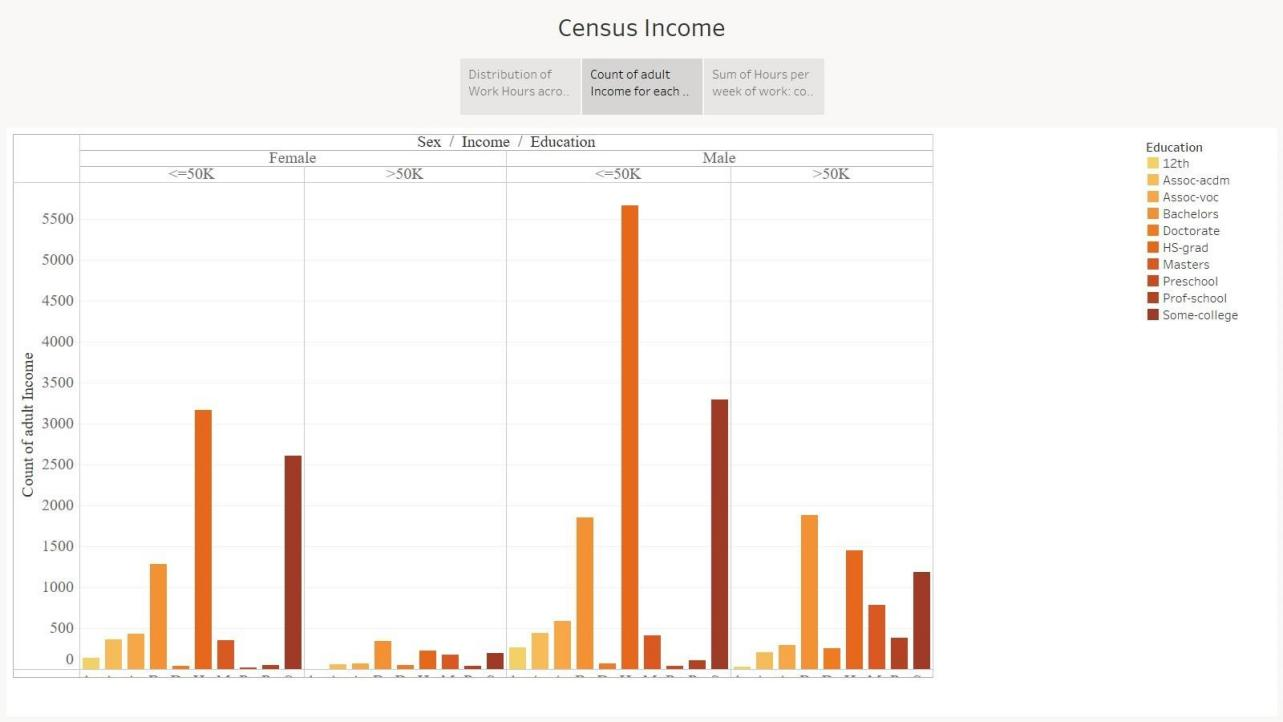 Census Income
Distribution of
Work Hours acro..
Count of adult
Income for each ..
Sum of Hours per
week of work: co..
Sex / Income / Education
Female
Male
<=50K
>50K
<=50K
>50K
Count of adult Income
5500
5000
4500
4000
3500
3000
2500
2000
1500
1000
500
0
Education
12th
Assoc-acdm
Assoc-voc
Bachelors
Doctorate
HS-grad
Masters
Preschool
Prof-school
Some-college